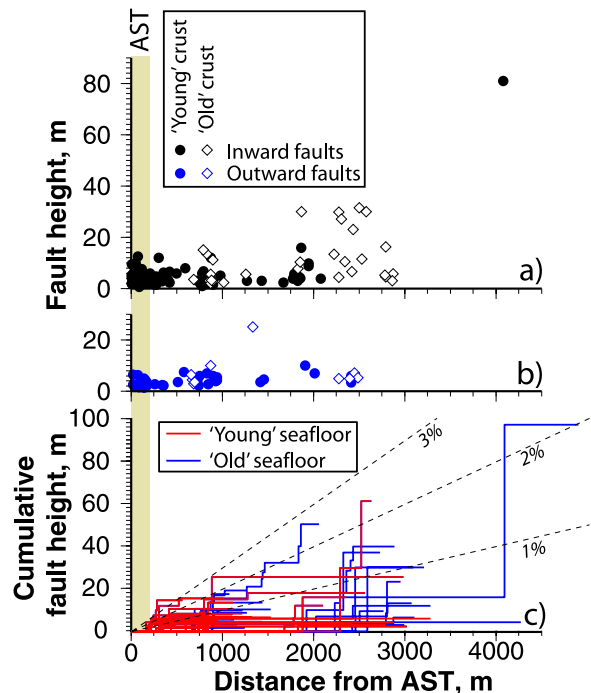 AST
'Young' crust
'Old' crust
Inward faults
Outward faults
Fault height, m
80
60
40
20
0
a)
20
0
b)
Cumulative
fault height, m
100
80
60
40
20
0
'Young' seafloor
'Old' seafloor
3%
2%
1%
c)
0 1000 2000 3000 4000
Distance from AST, m